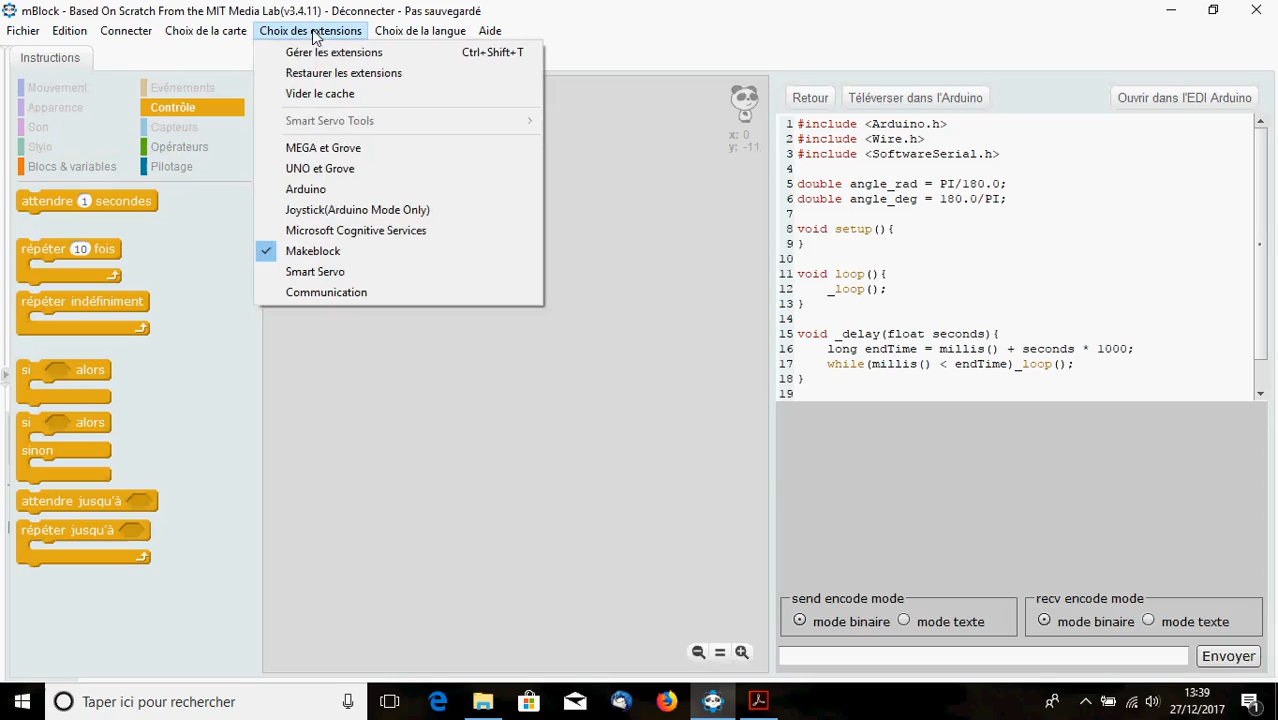 mBlock - Based On Scratch From the MIT Media Lab(v3.4.11) - Déconnecter - Pas sauvegardé
Fichier Edition Connecter Choix de la carte Choix des extensions Choix de la langue Aide
Instructions
Mouvement
Evénements
Apparence
Contrôle
Son
Capteurs
Stylo
Opérateurs
Blocs & variables
Pilotage
attendre 1 secondes
répéter 10 fois
répéter indéfiniment
si alors
si alors
sinon
attendre jusqu'à
répéter jusqu'à
Gérer les extensions Ctrl+Shift+T
Restaurer les extensions
Vider le cache
Smart Servo Tools
MEGA et Grove
UNO et Grove
Arduino
Joystick(Arduino Mode Only)
Microsoft Cognitive Services
Makeblock
Smart Servo
Communication
x: 0
y: -11
Retour Téléverser dans l'Arduino Ouvrir dans l'EDI Arduino
1 #include <Arduino.h>
2 #include <Wire.h>
3 #include <SoftwareSerial.h>
4
5 double angle_rad = PI/180.0;
6 double angle_deg = 180.0/PI;
7
8 void setup(){
9 }
10
11 void loop(){
12 _loop();
13 }
14
15 void _delay(float seconds){
16 long endTime = millis() + seconds * 1000;
17 while(millis() < endTime)_loop();
18 }
19
send encode mode
mode binaire mode texte
recv encode mode
mode binaire mode texte
Envoyer
Taper ici pour rechercher
13:39
27/12/2017
1